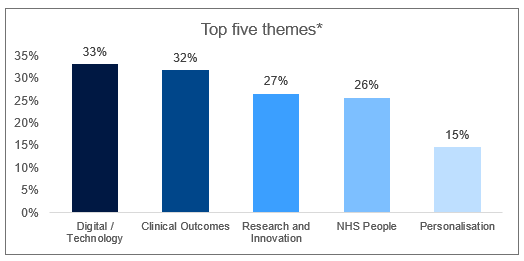 Top five themes*
35%
30%
25%
20%
15%
10%
5%
0%
33%
32%
27%
26%
15%
Digital /
Technology
Clinical Outcomes
Research and
Innovation
NHS People
Personalisation